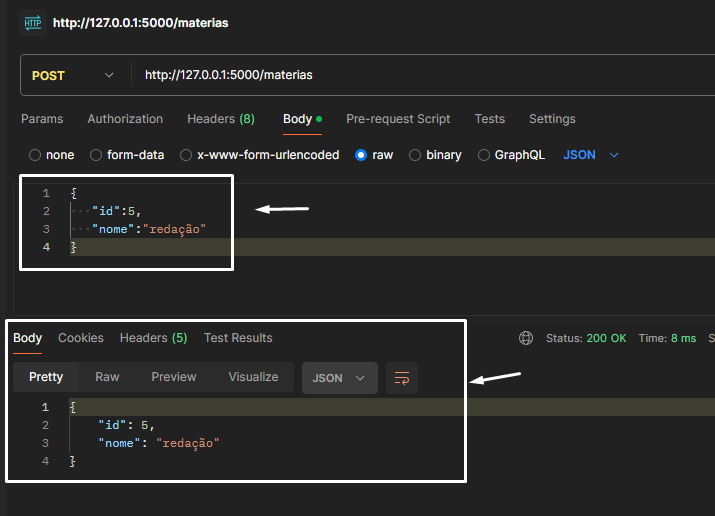 HTTP http://127.0.0.1:5000/materias
POST http://127.0.0.1:5000/materias
Params Authorization Headers (8) Body Pre-request Script Tests Settings
none form-data x-www-form-urlencoded raw binary GraphQL JSON
1 {
2 "id":5,
3 "nome":"redação"
4 }
Body Cookies Headers (5) Test Results Status: 200 OK Time: 8 ms S
Pretty Raw Preview Visualize JSON
1 {
2 "id": 5,
3 "nome": "redação"
4 }